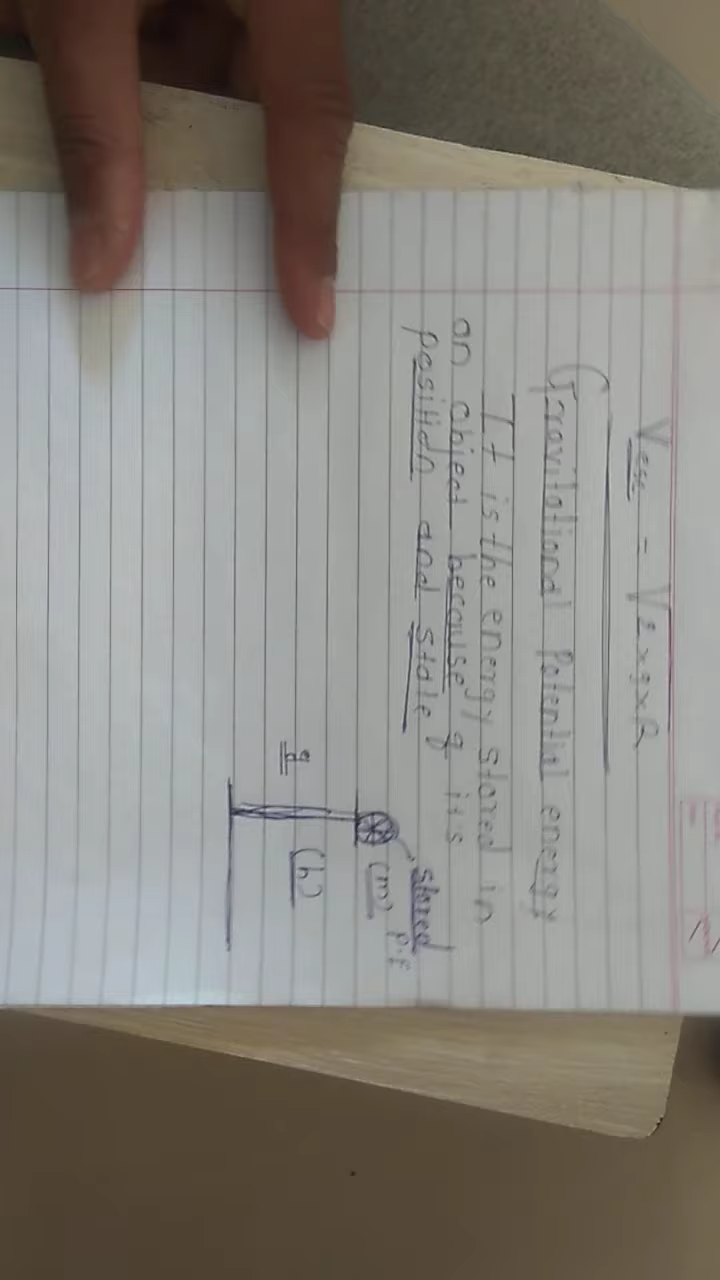 Vesc = √2×g×R
Gravitational Potential energy
It is the energy stored in
an object because of its
position and state
stored
P.E
(m)
(h)
g